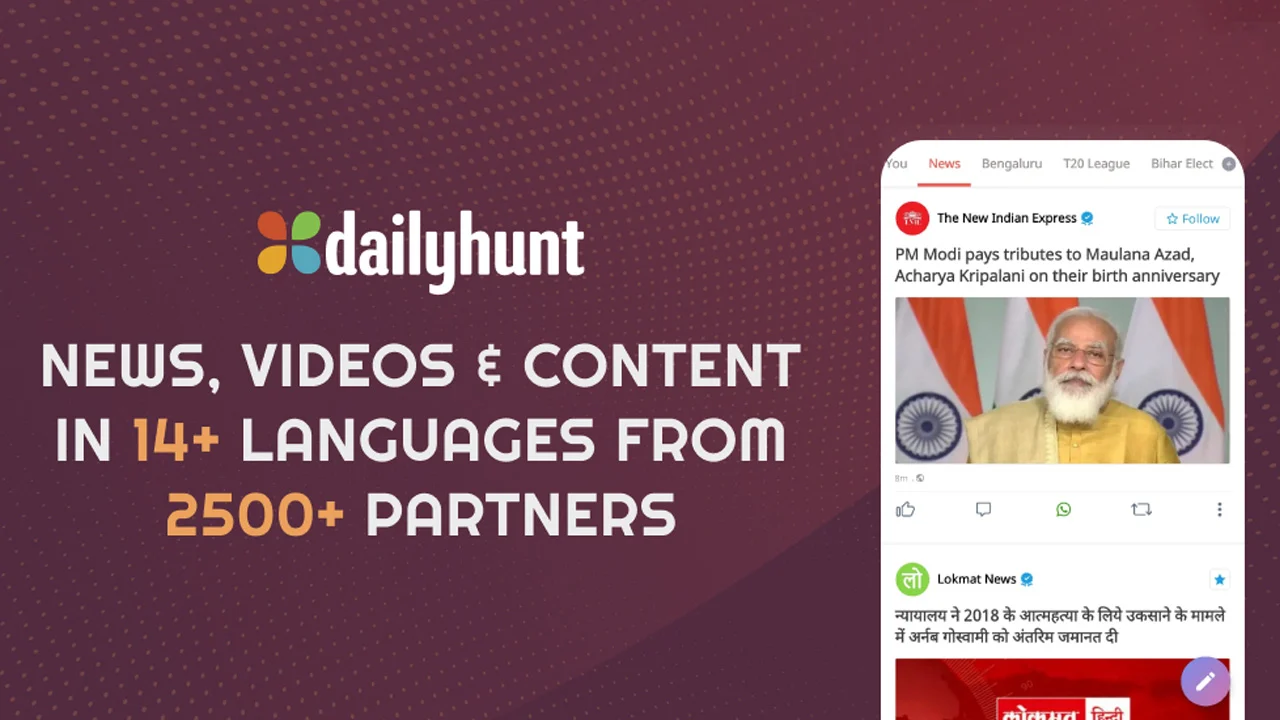 dailyhunt
NEWS, VIDEOS & CONTENT
IN 14+ LANGUAGES FROM
2500+ PARTNERS
You News Bengaluru T20 League Bihar Elect
The New Indian Express Follow
PM Modi pays tributes to Maulana Azad,
Acharya Kripalani on their birth anniversary
8m
लो Lokmat News
न्यायालय ने 2018 के आत्महत्या के लिये उकसाने के मामले
में अर्नब गोस्वामी को अंतरिम जमानत दी
90
लोकमत हिन्दी